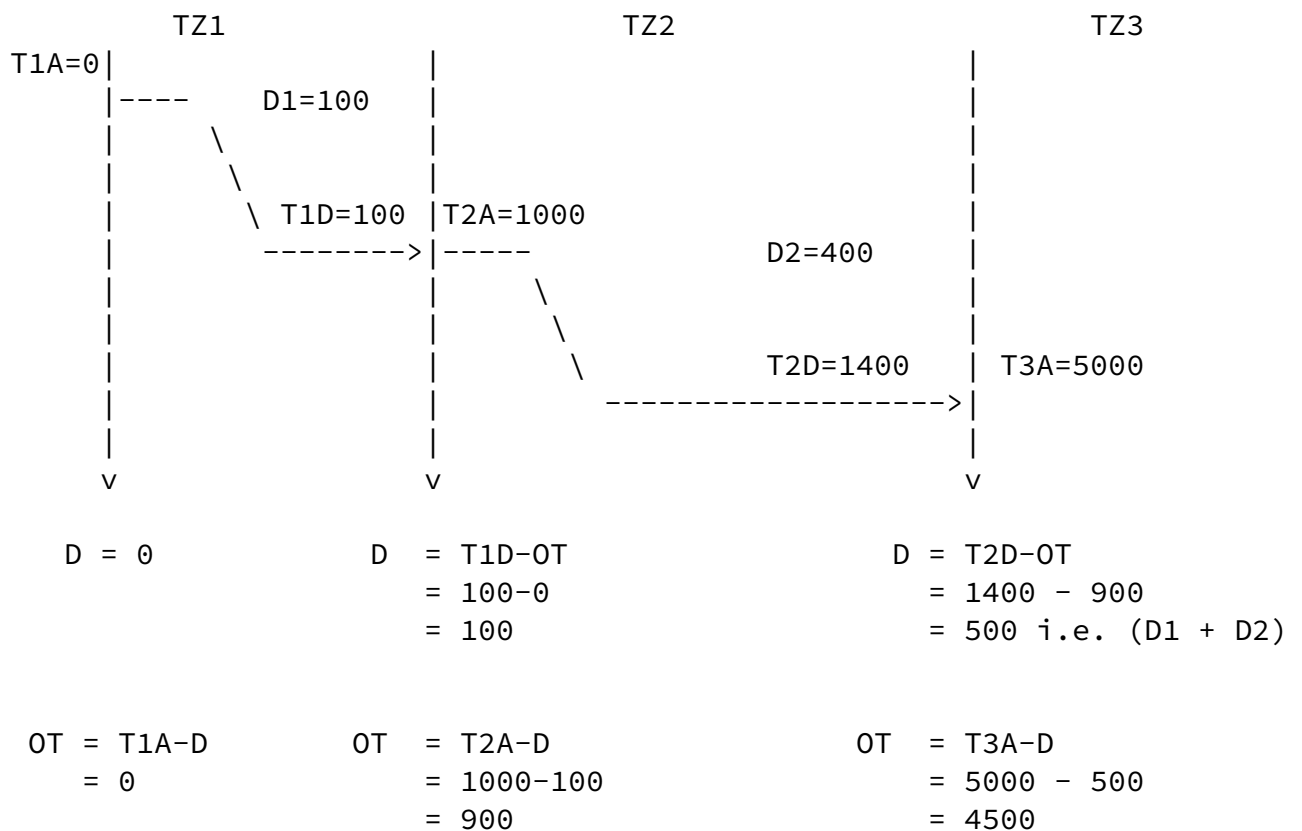 TZ1 TZ2 TZ3
T1A=0
D1=100
T1D=100 T2A=1000
D2=400
T2D=1400 T3A=5000
v v v
D = 0 D = T1D-OT D = T2D-OT
= 100-0 = 1400 - 900
= 100 = 500 i.e. (D1 + D2)
OT = T1A-D OT = T2A-D OT = T3A-D
= 0 = 1000-100 = 5000 - 500
= 900 = 4500